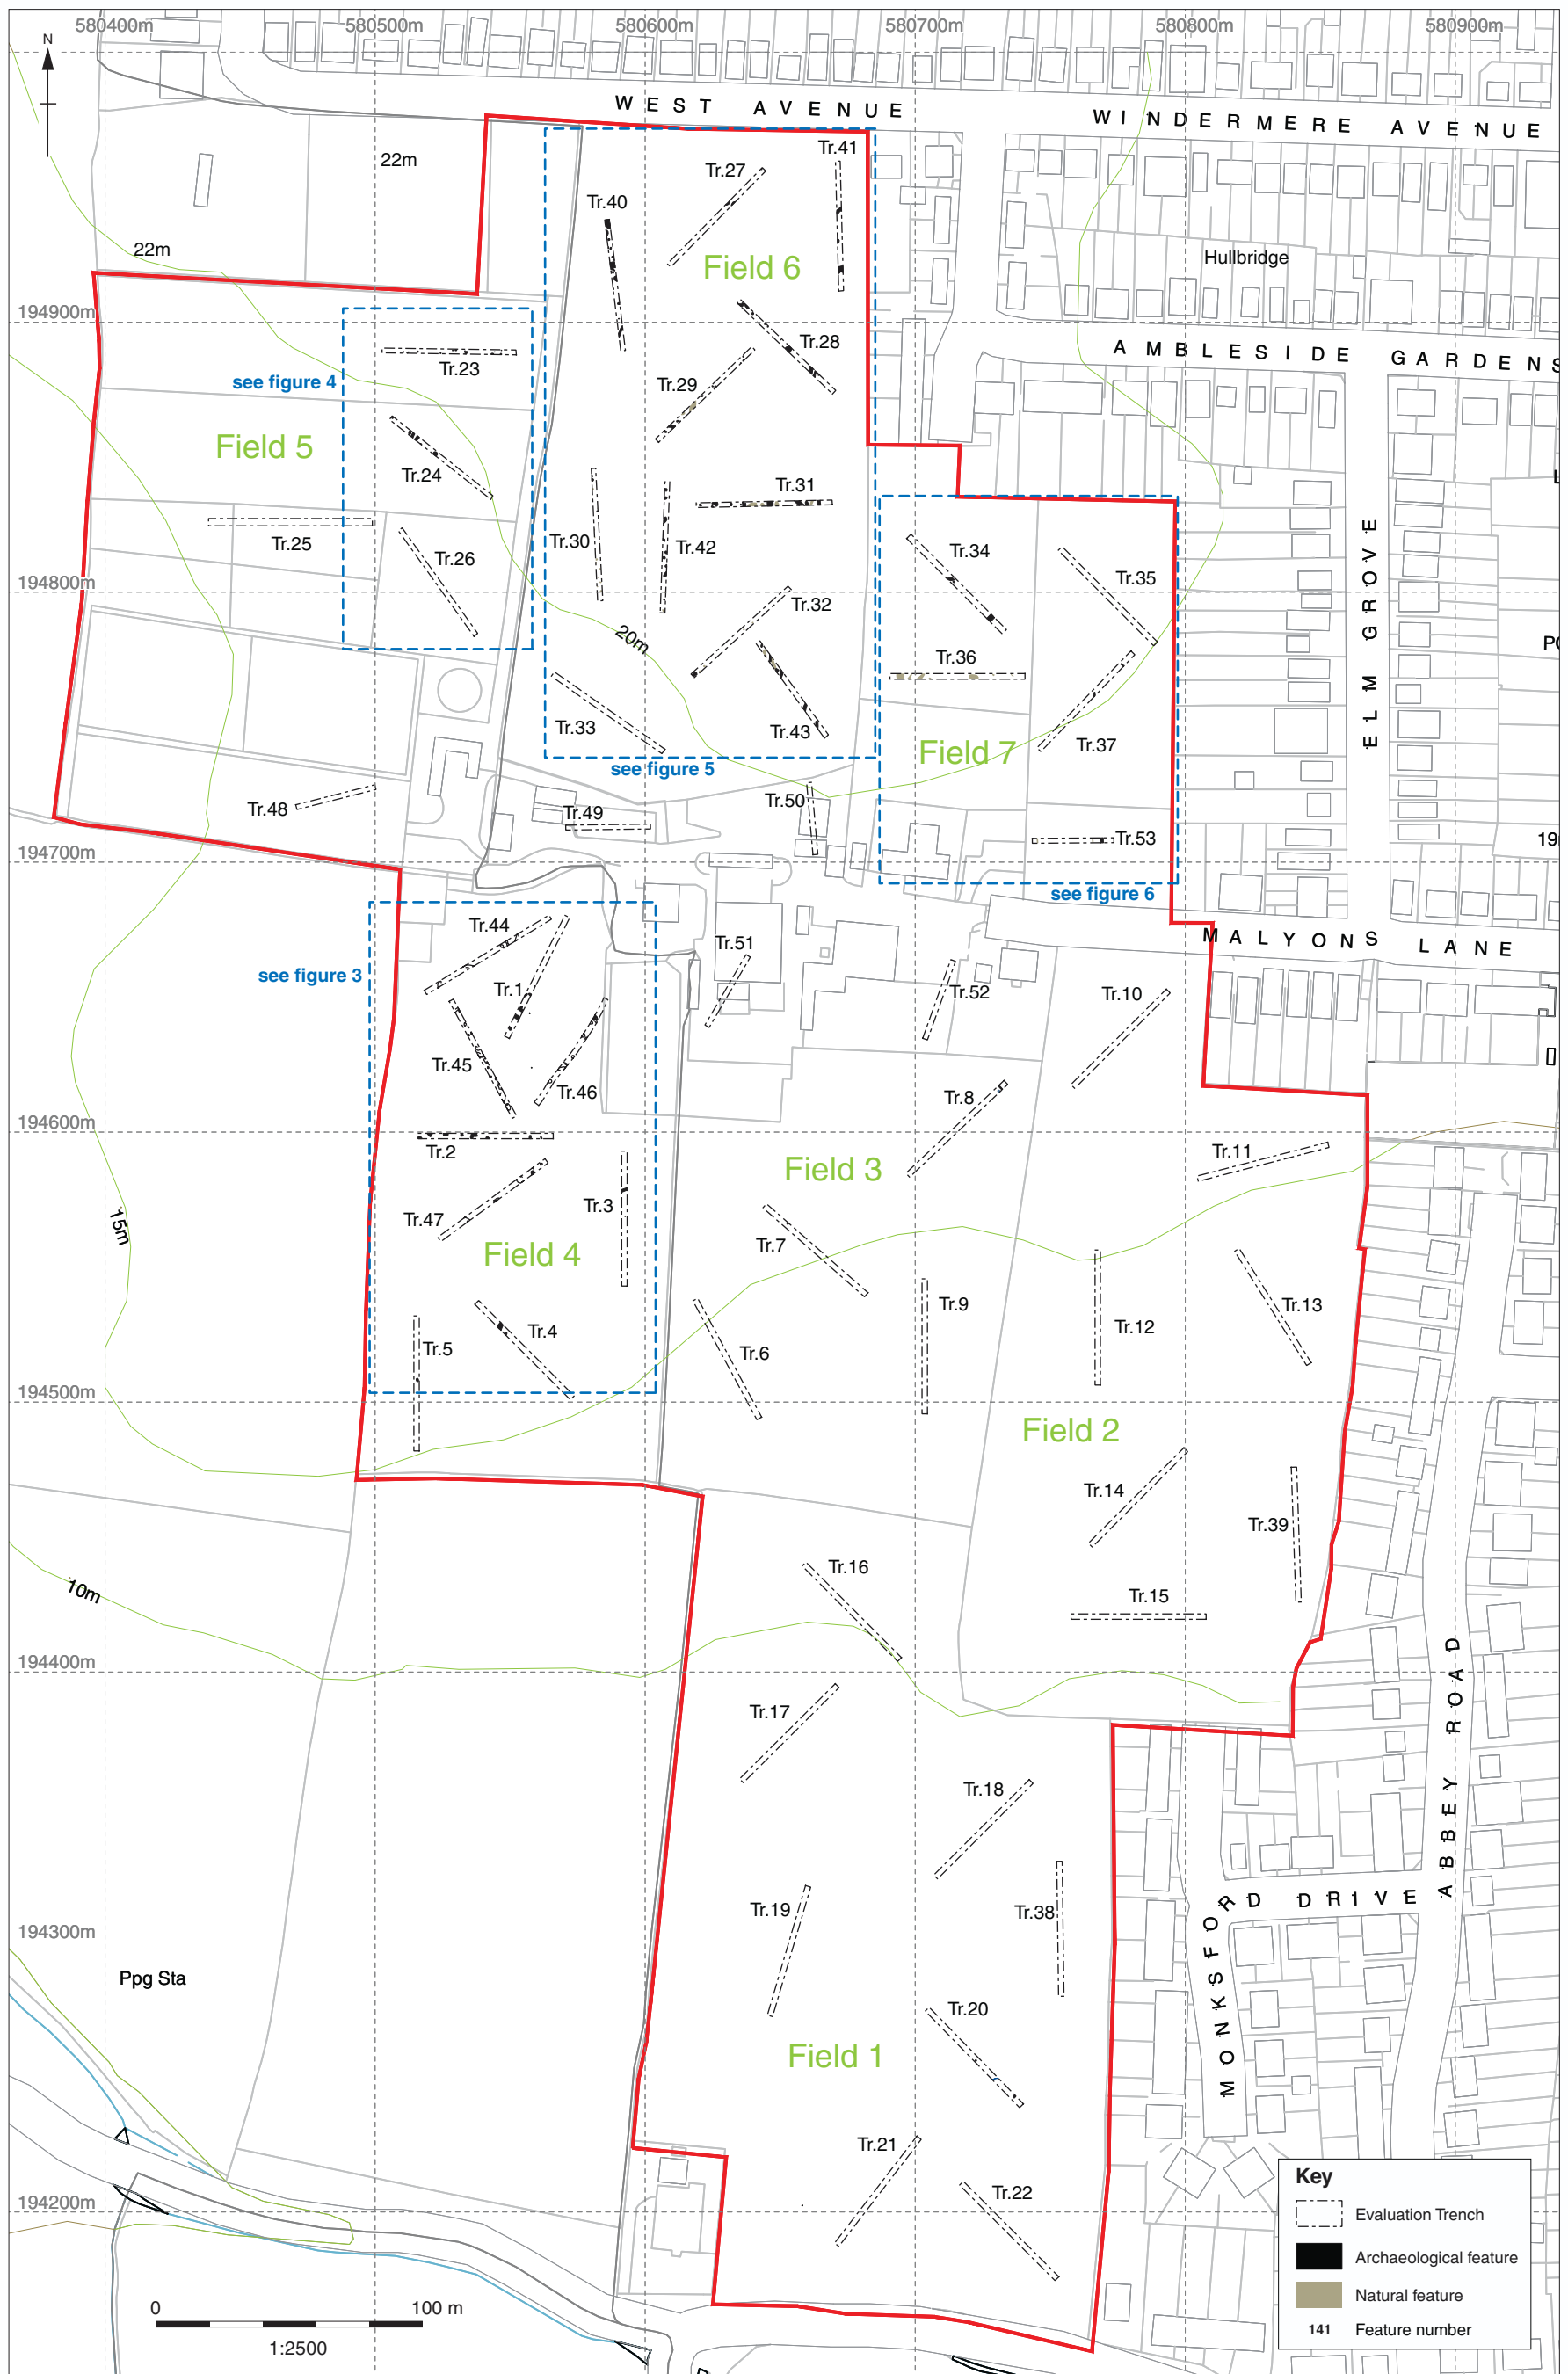 580400m 580500m 580600m 580700m 580800m 580900m
N
WEST AVENUE
WINDERMERE AVENUE
22m
Tr.41
Tr.27
Tr.40
22m
Hullbridge
Field 6
194900m
Tr.28
AMBLESIDE GARDENS
Tr.23
see figure 4
Tr.29
Field 5
Tr.24
Tr.31
Tr.25
Tr.26
Tr.30
Tr.42
Tr.34
Tr.35
ELM GROVE
194800m
Tr.32
20m
Tr.36
Tr.33
Tr.43
Tr.37
Field 7
see figure 5
Tr.48
Tr.49
Tr.50
Tr.53
19
194700m
see figure 6
Tr.44
Tr.51
MALYONS LANE
see figure 3
Tr.1
Tr.52
Tr.10
Tr.45
Tr.46
Tr.8
194600m
Tr.2
Tr.11
Field 3
Tr.3
Tr.47
15m
Tr.7
Field 4
Tr.9
Tr.13
Tr.5
Tr.4
Tr.12
Tr.6
194500m
Field 2
Tr.14
Tr.39
Tr.16
10m
Tr.15
194400m
ABBEY ROAD
Tr.17
Tr.18
MONKSFORD DRIVE
Tr.19
Tr.38
194300m
Ppg Sta
Tr.20
Field 1
Tr.21
Tr.22
194200m
Key
Evaluation Trench
Archaeological feature
Natural feature
141 Feature number
0 100 m
1:2500